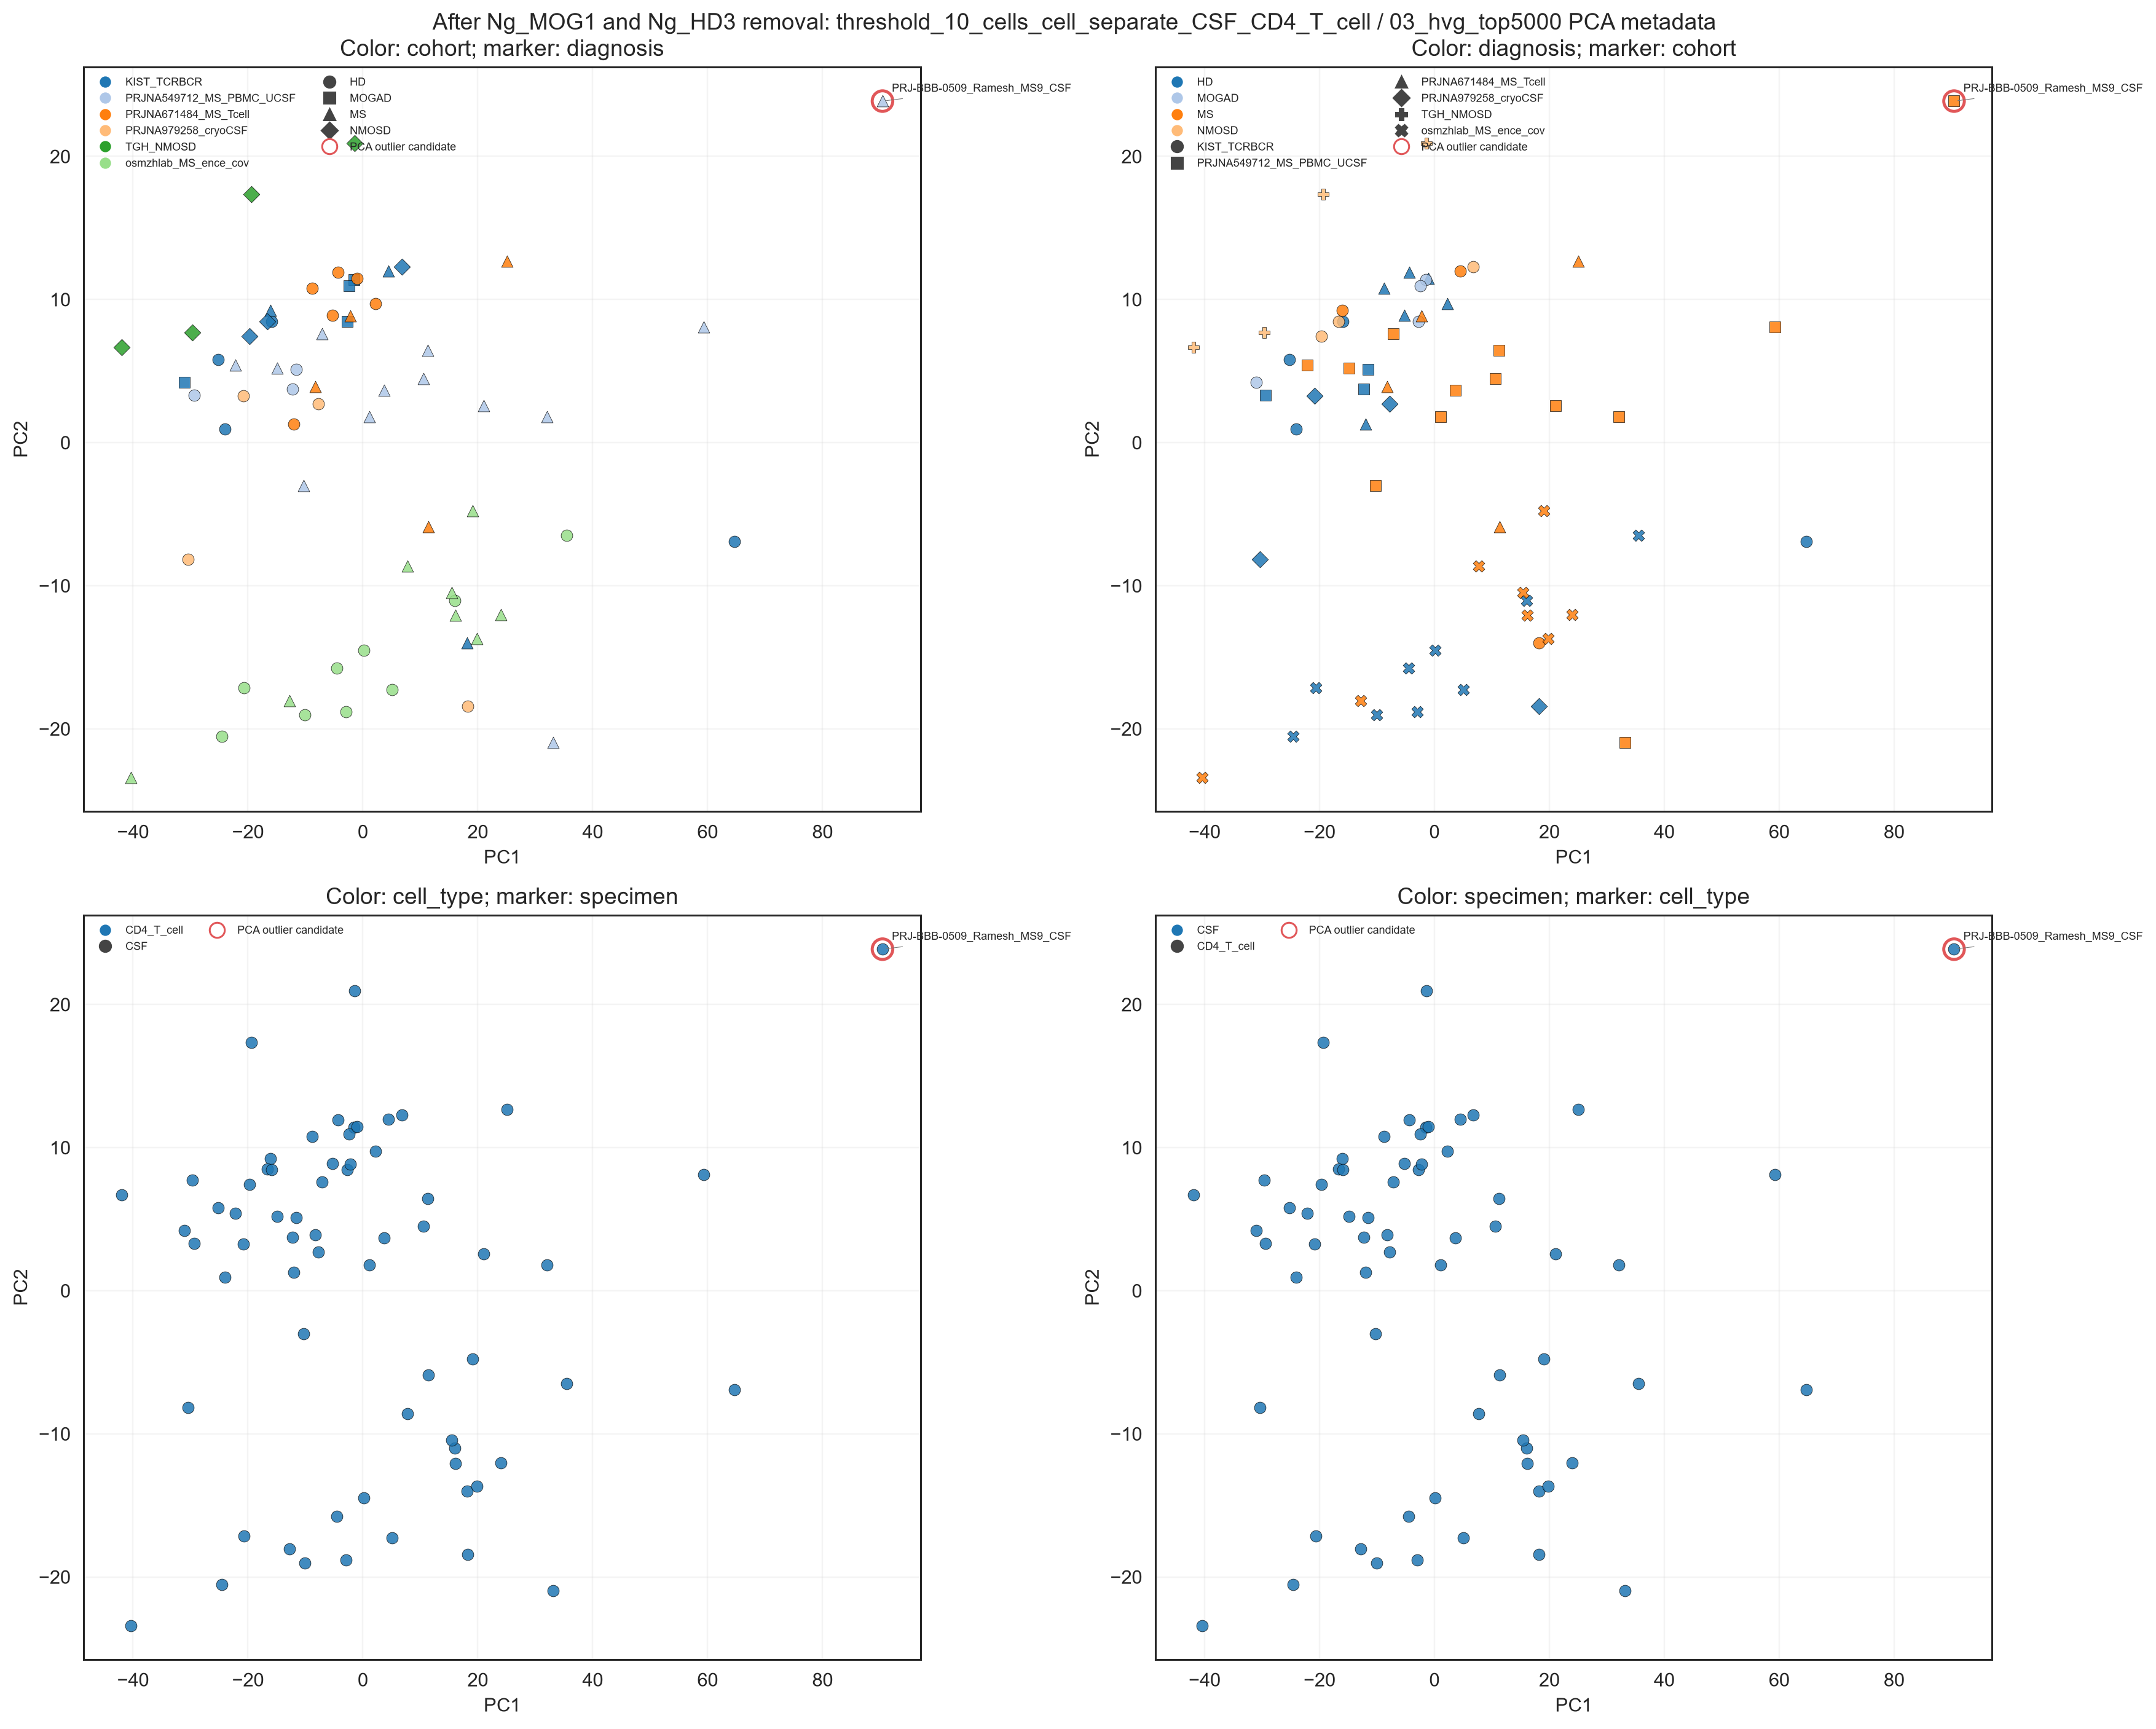 After Ng_MOG1 and Ng_HD3 removal: threshold_10_cells_cell_separate_CSF_CD4_T_cell / 03_hvg_top5000 PCA metadata
Color: cohort; marker: diagnosis
KIST_TCRBCR
PRJNA549712_MS_PBMC_UCSF
PRJNA671484_MS_Tcell
PRJNA979258_cryoCSF
TGH_NMOSD
osmzhlab_MS_ence_cov
HD
MOGAD
MS
NMOSD
PCA outlier candidate
PRJ-BBB-0509_Ramesh_MS9_CSF
20
10
0
−10
−20
PC2
−40
−20
0
20
40
60
80
PC1
Color: diagnosis; marker: cohort
HD
MOGAD
MS
NMOSD
KIST_TCRBCR
PRJNA549712_MS_PBMC_UCSF
PRJNA671484_MS_Tcell
PRJNA979258_cryoCSF
TGH_NMOSD
osmzhlab_MS_ence_cov
PCA outlier candidate
PRJ-BBB-0509_Ramesh_MS9_CSF
20
10
0
−10
−20
PC2
−40
−20
0
20
40
60
80
PC1
Color: cell_type; marker: specimen
CD4_T_cell
CSF
PCA outlier candidate
PRJ-BBB-0509_Ramesh_MS9_CSF
20
10
0
−10
−20
PC2
−40
−20
0
20
40
60
80
PC1
Color: specimen; marker: cell_type
CSF
CD4_T_cell
PCA outlier candidate
PRJ-BBB-0509_Ramesh_MS9_CSF
20
10
0
−10
−20
PC2
−40
−20
0
20
40
60
80
PC1